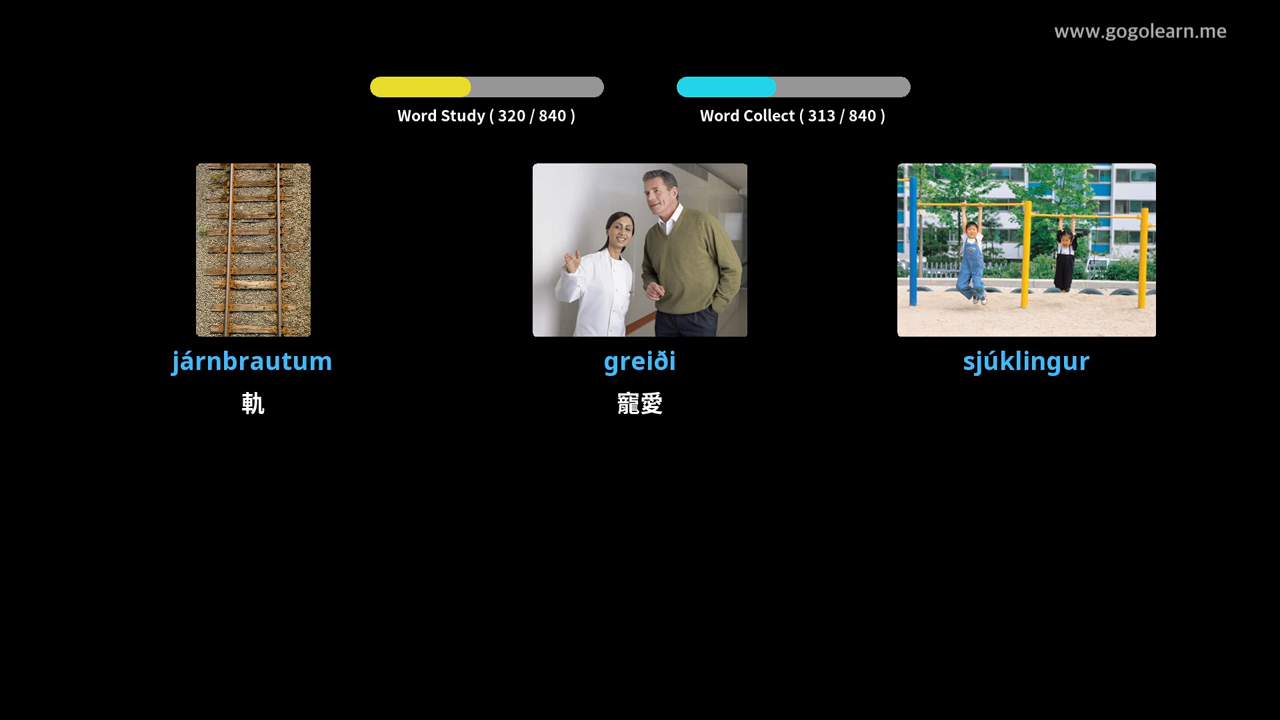 www.gogolearn.me
Word Study ( 320 / 840 )
Word Collect ( 313 / 840 )
járnbrautum
greiði
sjúklingur
軌
寵愛